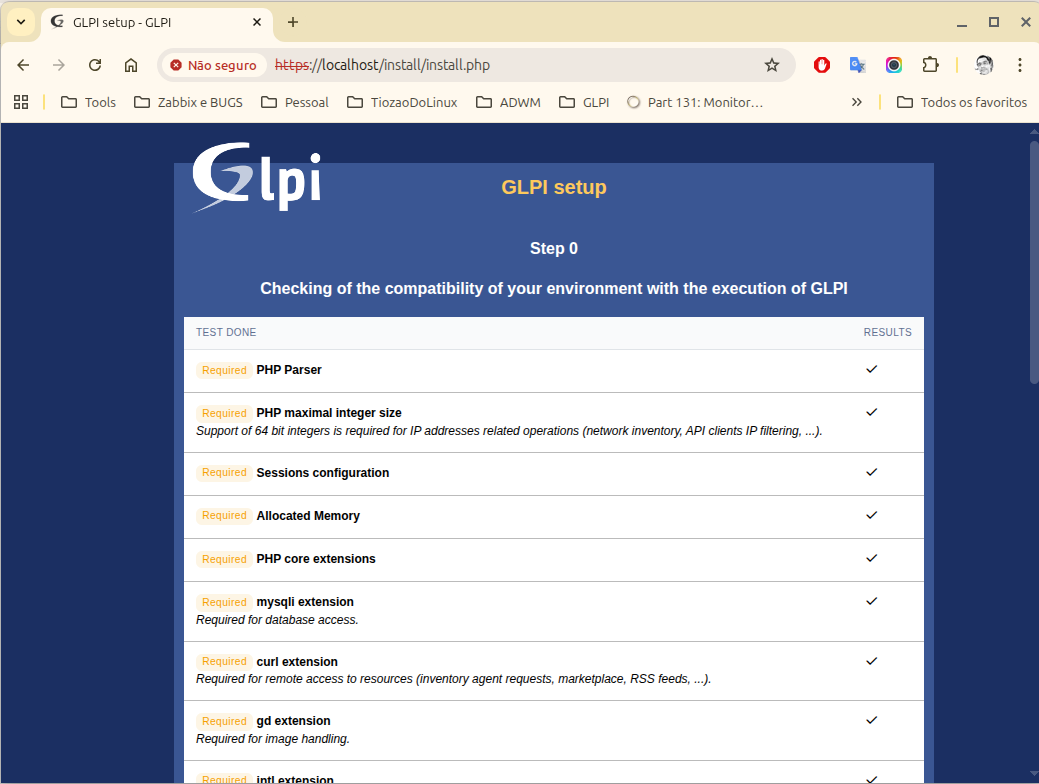 GLPI setup - GLPI
Não seguro
https://localhost/install/install.php
Tools
Zabbix e BUGS
Pessoal
TiozaoDoLinux
ADWM
GLPI
Part 131: Monitor…
Todos os favoritos
Glpi
GLPI setup
Step 0
Checking of the compatibility of your environment with the execution of GLPI
TEST DONE RESULTS
Required PHP Parser
Required PHP maximal integer size
Support of 64 bit integers is required for IP addresses related operations (network inventory, API clients IP filtering, ...).
Required Sessions configuration
Required Allocated Memory
Required PHP core extensions
Required mysqli extension
Required for database access.
Required curl extension
Required for remote access to resources (inventory agent requests, marketplace, RSS feeds, ...).
Required gd extension
Required for image handling.
Required intl extension